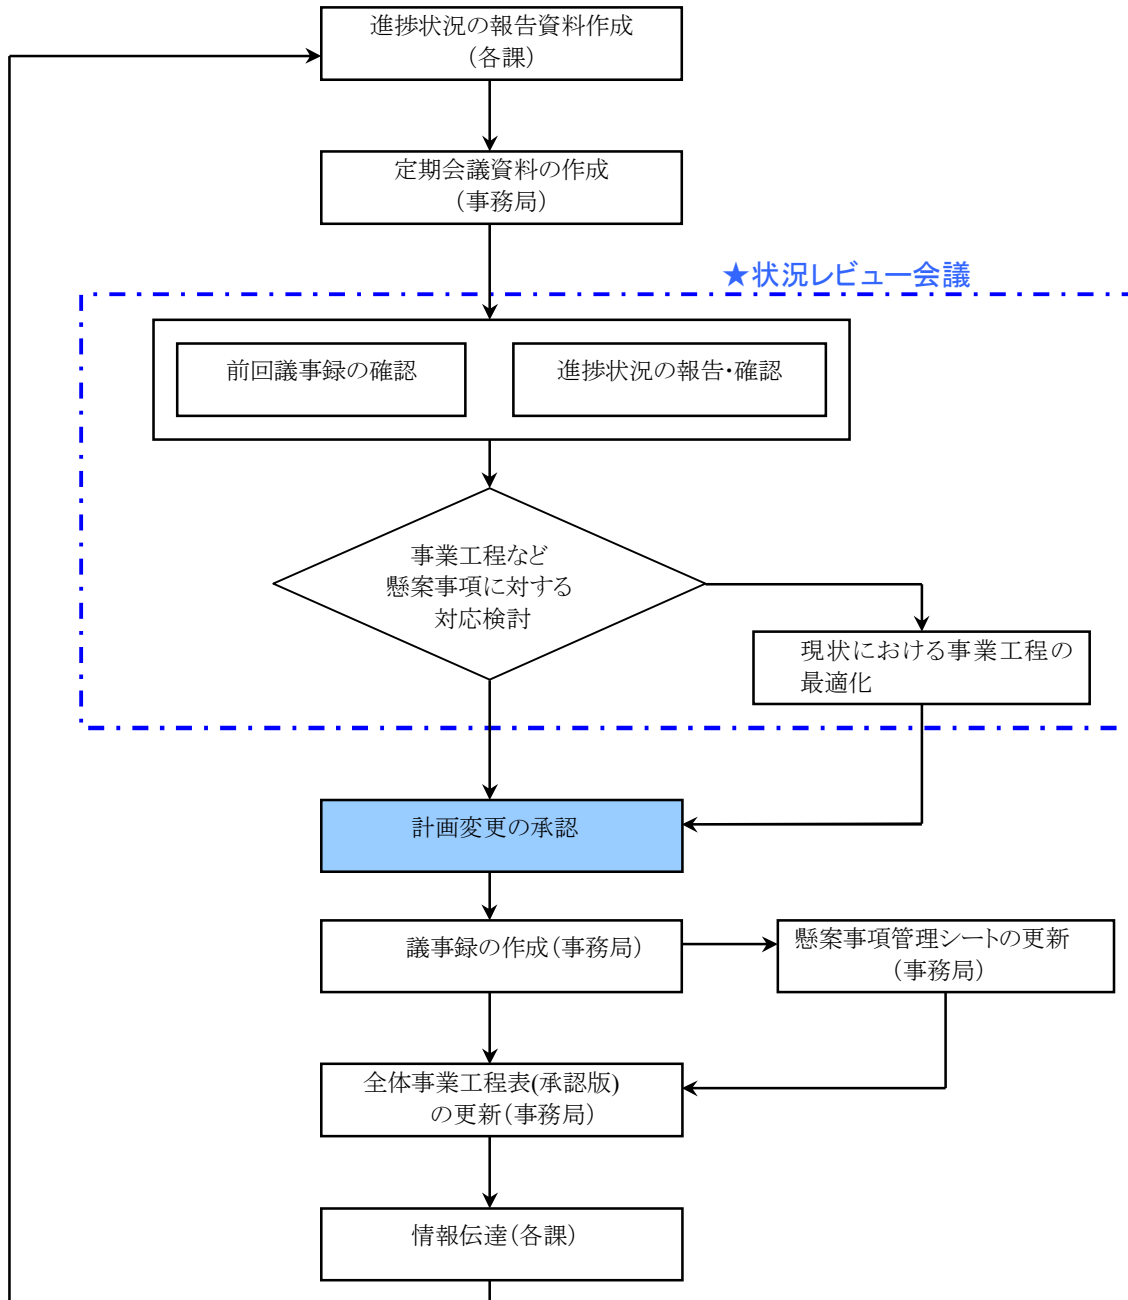 進捗状況の報告資料作成
（各課）
定期会議資料の作成
（事務局）
★状況レビュー会議
前回議事録の確認
進捗状況の報告・確認
事業工程など
懸案事項に対する
対応検討
現状における事業工程の
最適化
計画変更の承認
議事録の作成（事務局）
懸案事項管理シートの更新
（事務局）
全体事業工程表(承認版)
の更新（事務局）
情報伝達（各課）